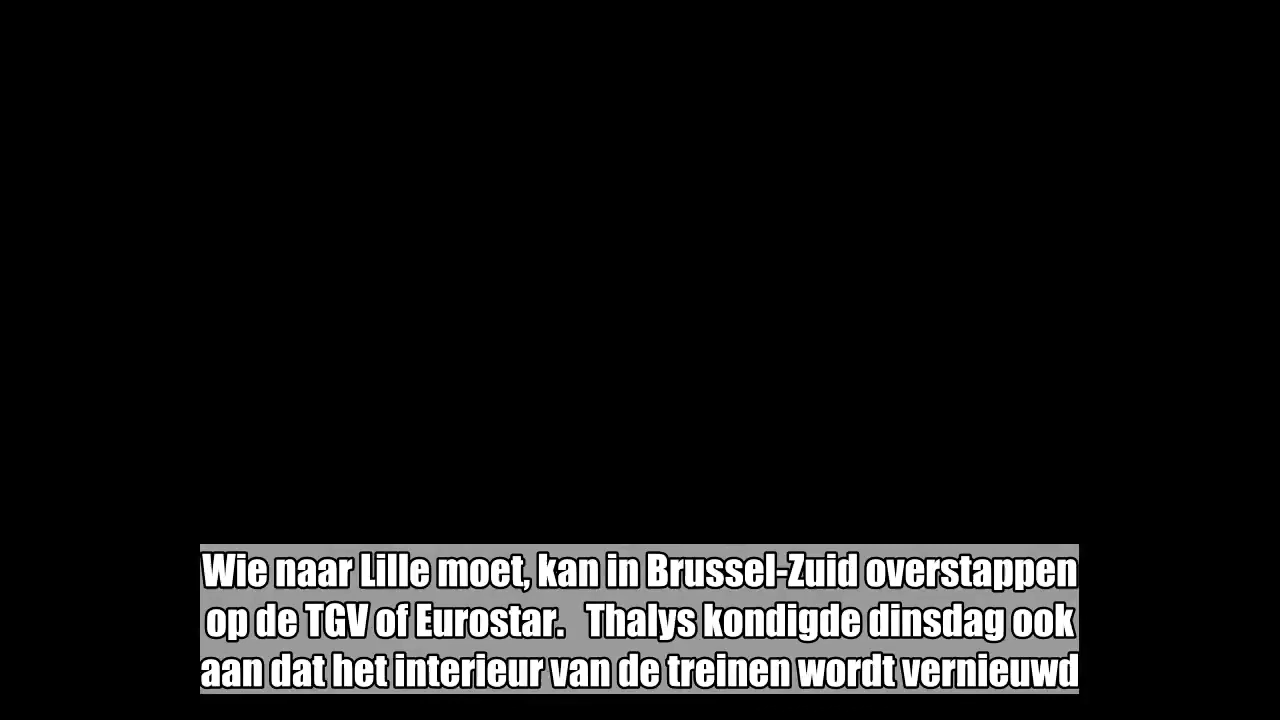 Wie naar Lille moet, kan in Brussel-Zuid overstappen
op de TGV of Eurostar.   Thalys kondigde dinsdag ook
aan dat het interieur van de treinen wordt vernieuwd